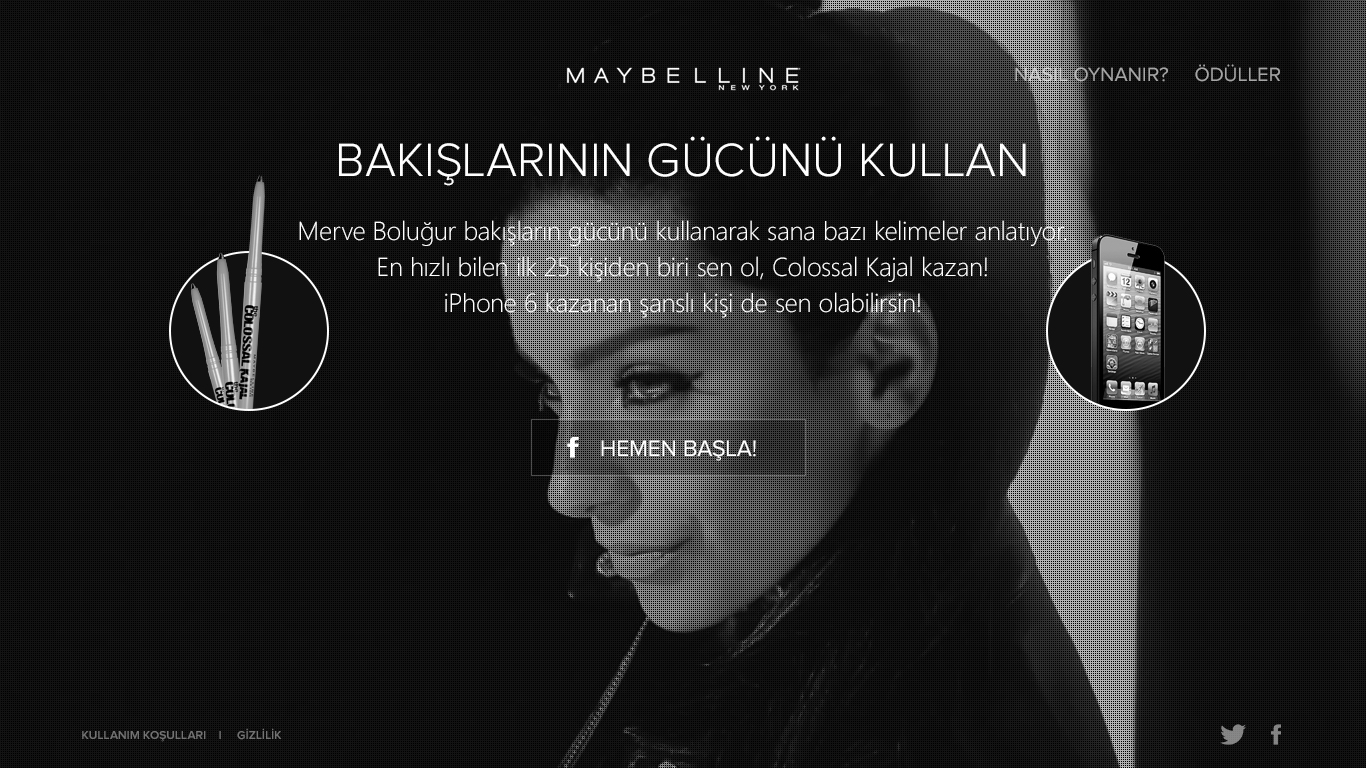 MAYBELLINE
NEW YORK
NASIL OYNANIR? ÖDÜLLER
BAKIŞLARININ GÜCÜNÜ KULLAN
Merve Boluğur bakışların gücünü kullanarak sana bazı kelimeler anlatıyor.
En hızlı bilen ilk 25 kişiden biri sen ol, Colossal Kajal kazan!
iPhone 6 kazanan şanslı kişi de sen olabilirsin!
COLOSSAL KAJAL
HEMEN BAŞLA!
KULLANIM KOŞULLARI | GİZLİLİK